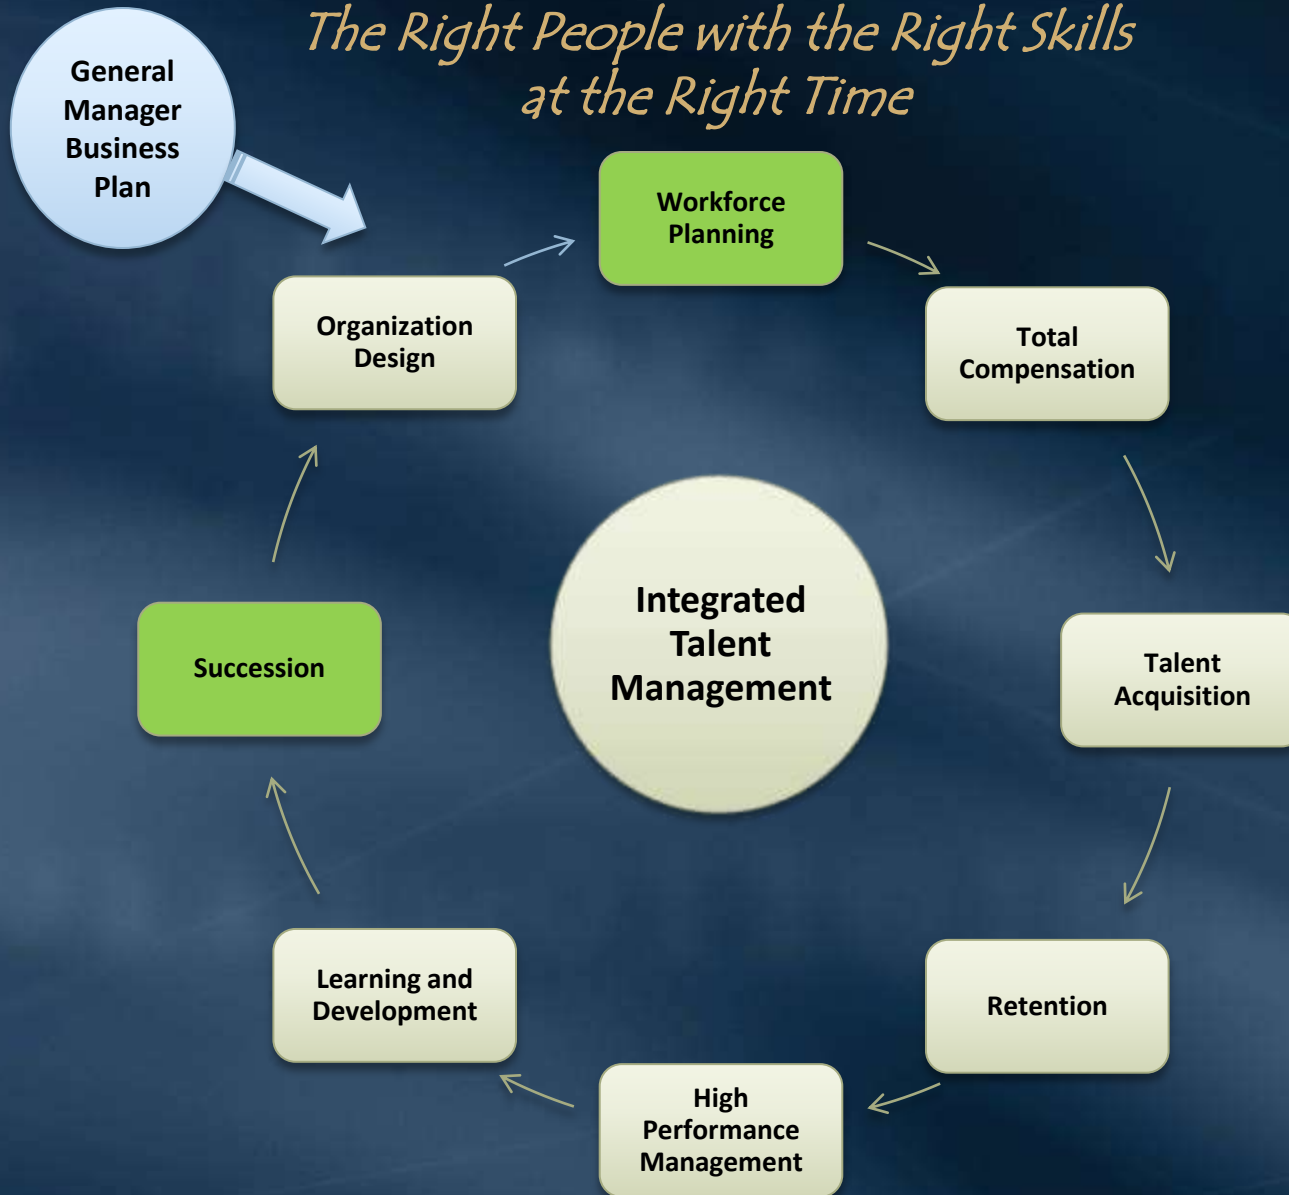 The Right People with the Right Skills
at the Right Time
General
Manager
Business
Plan
Workforce
Planning
Organization
Design
Total
Compensation
Integrated
Talent
Management
Succession
Talent
Acquisition
Learning and
Development
Retention
High
Performance
Management